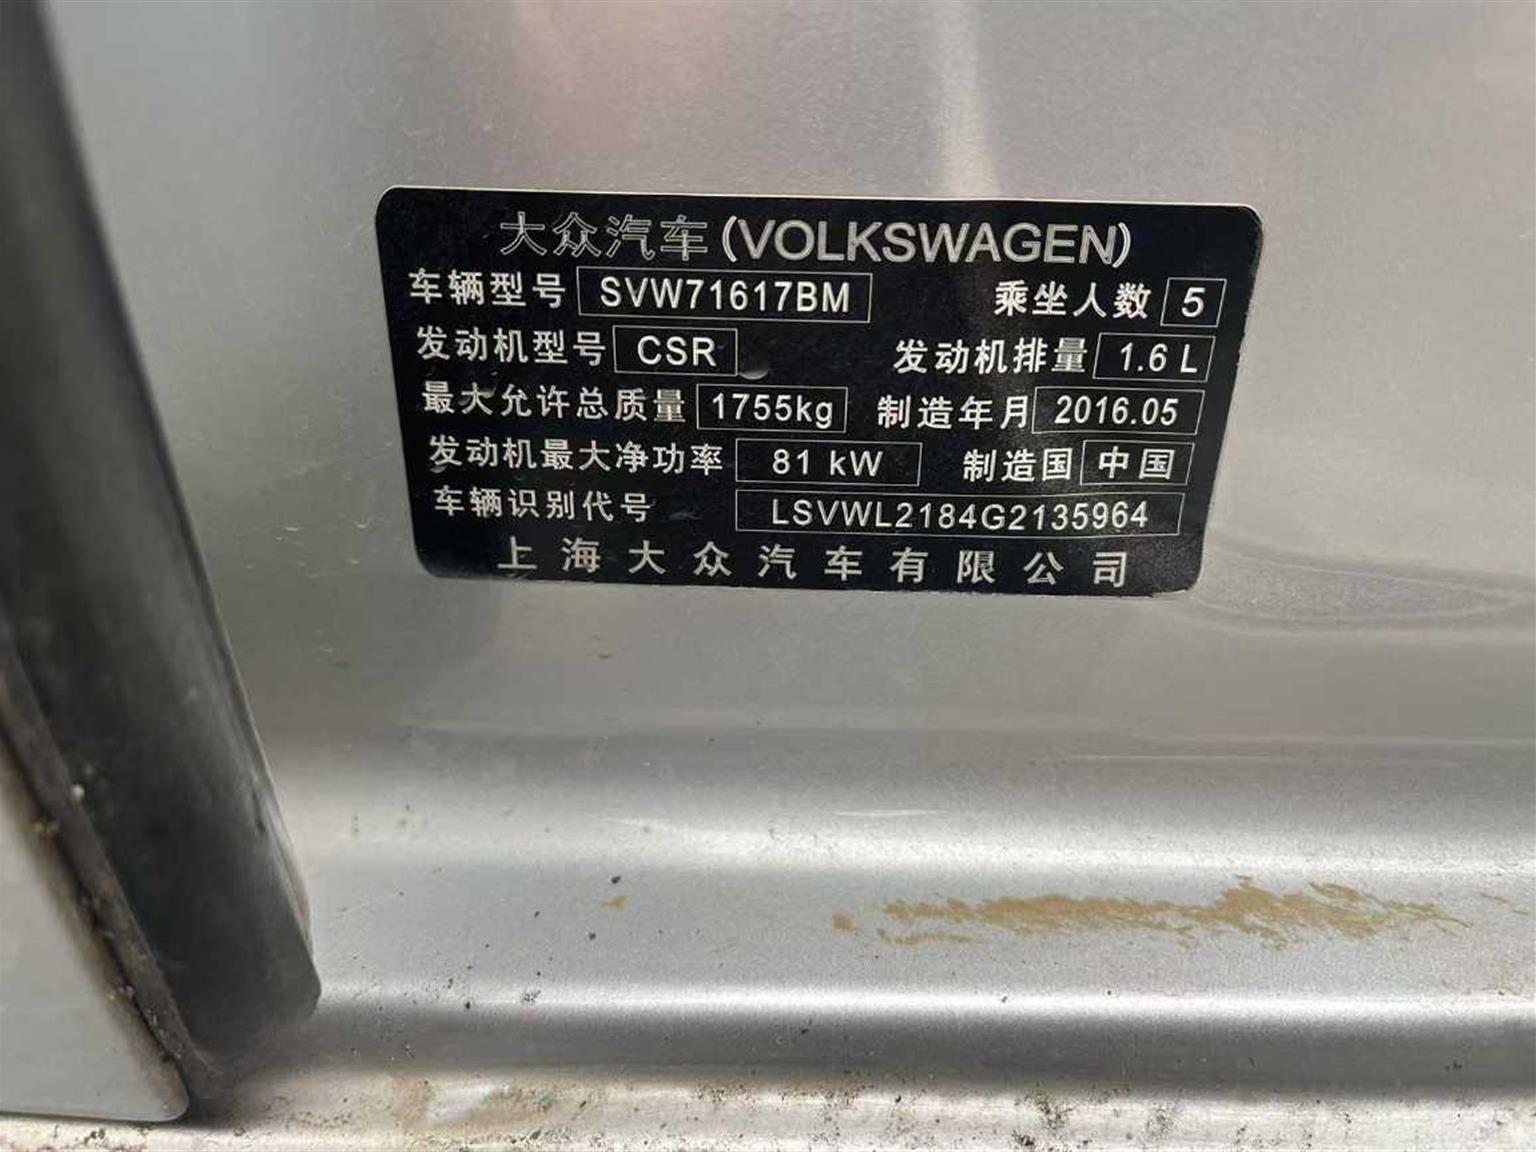 大众汽车(VOLKSWAGEN)
车辆型号 SVW71617BM 乘坐人数 5
发动机型号 CSR 发动机排量 1.6 L
最大允许总质量 1755kg 制造年月 2016.05
发动机最大净功率 81 kW 制造国 中国
车辆识别代号 LSVWL2184G2135964
上海大众汽车有限公司